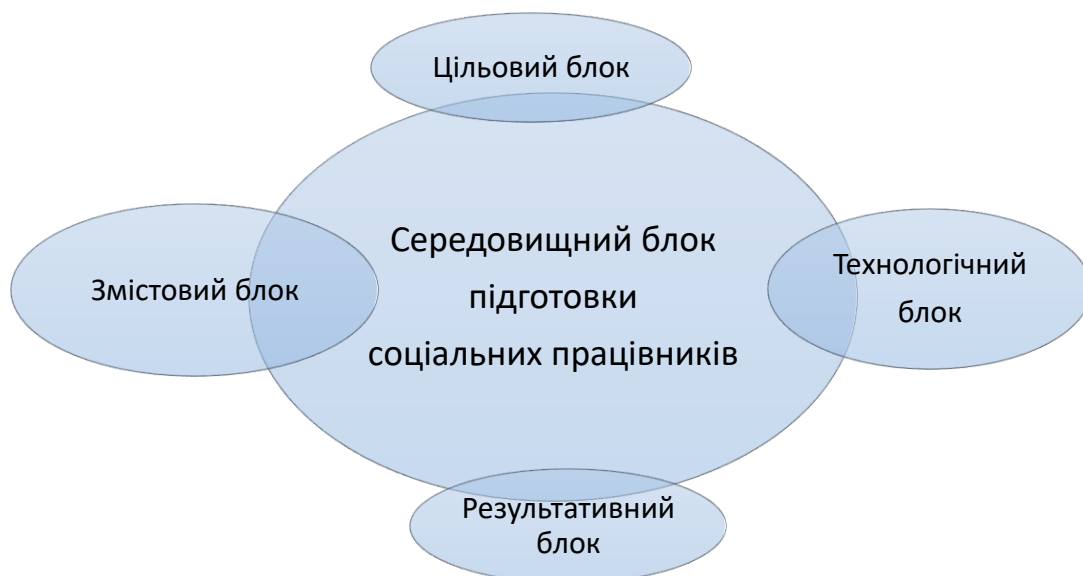 Цільовий блок
Змістовий блок
Середовищний блок
підготовки
соціальних працівників
Технологічний
блок
Результативний
блок